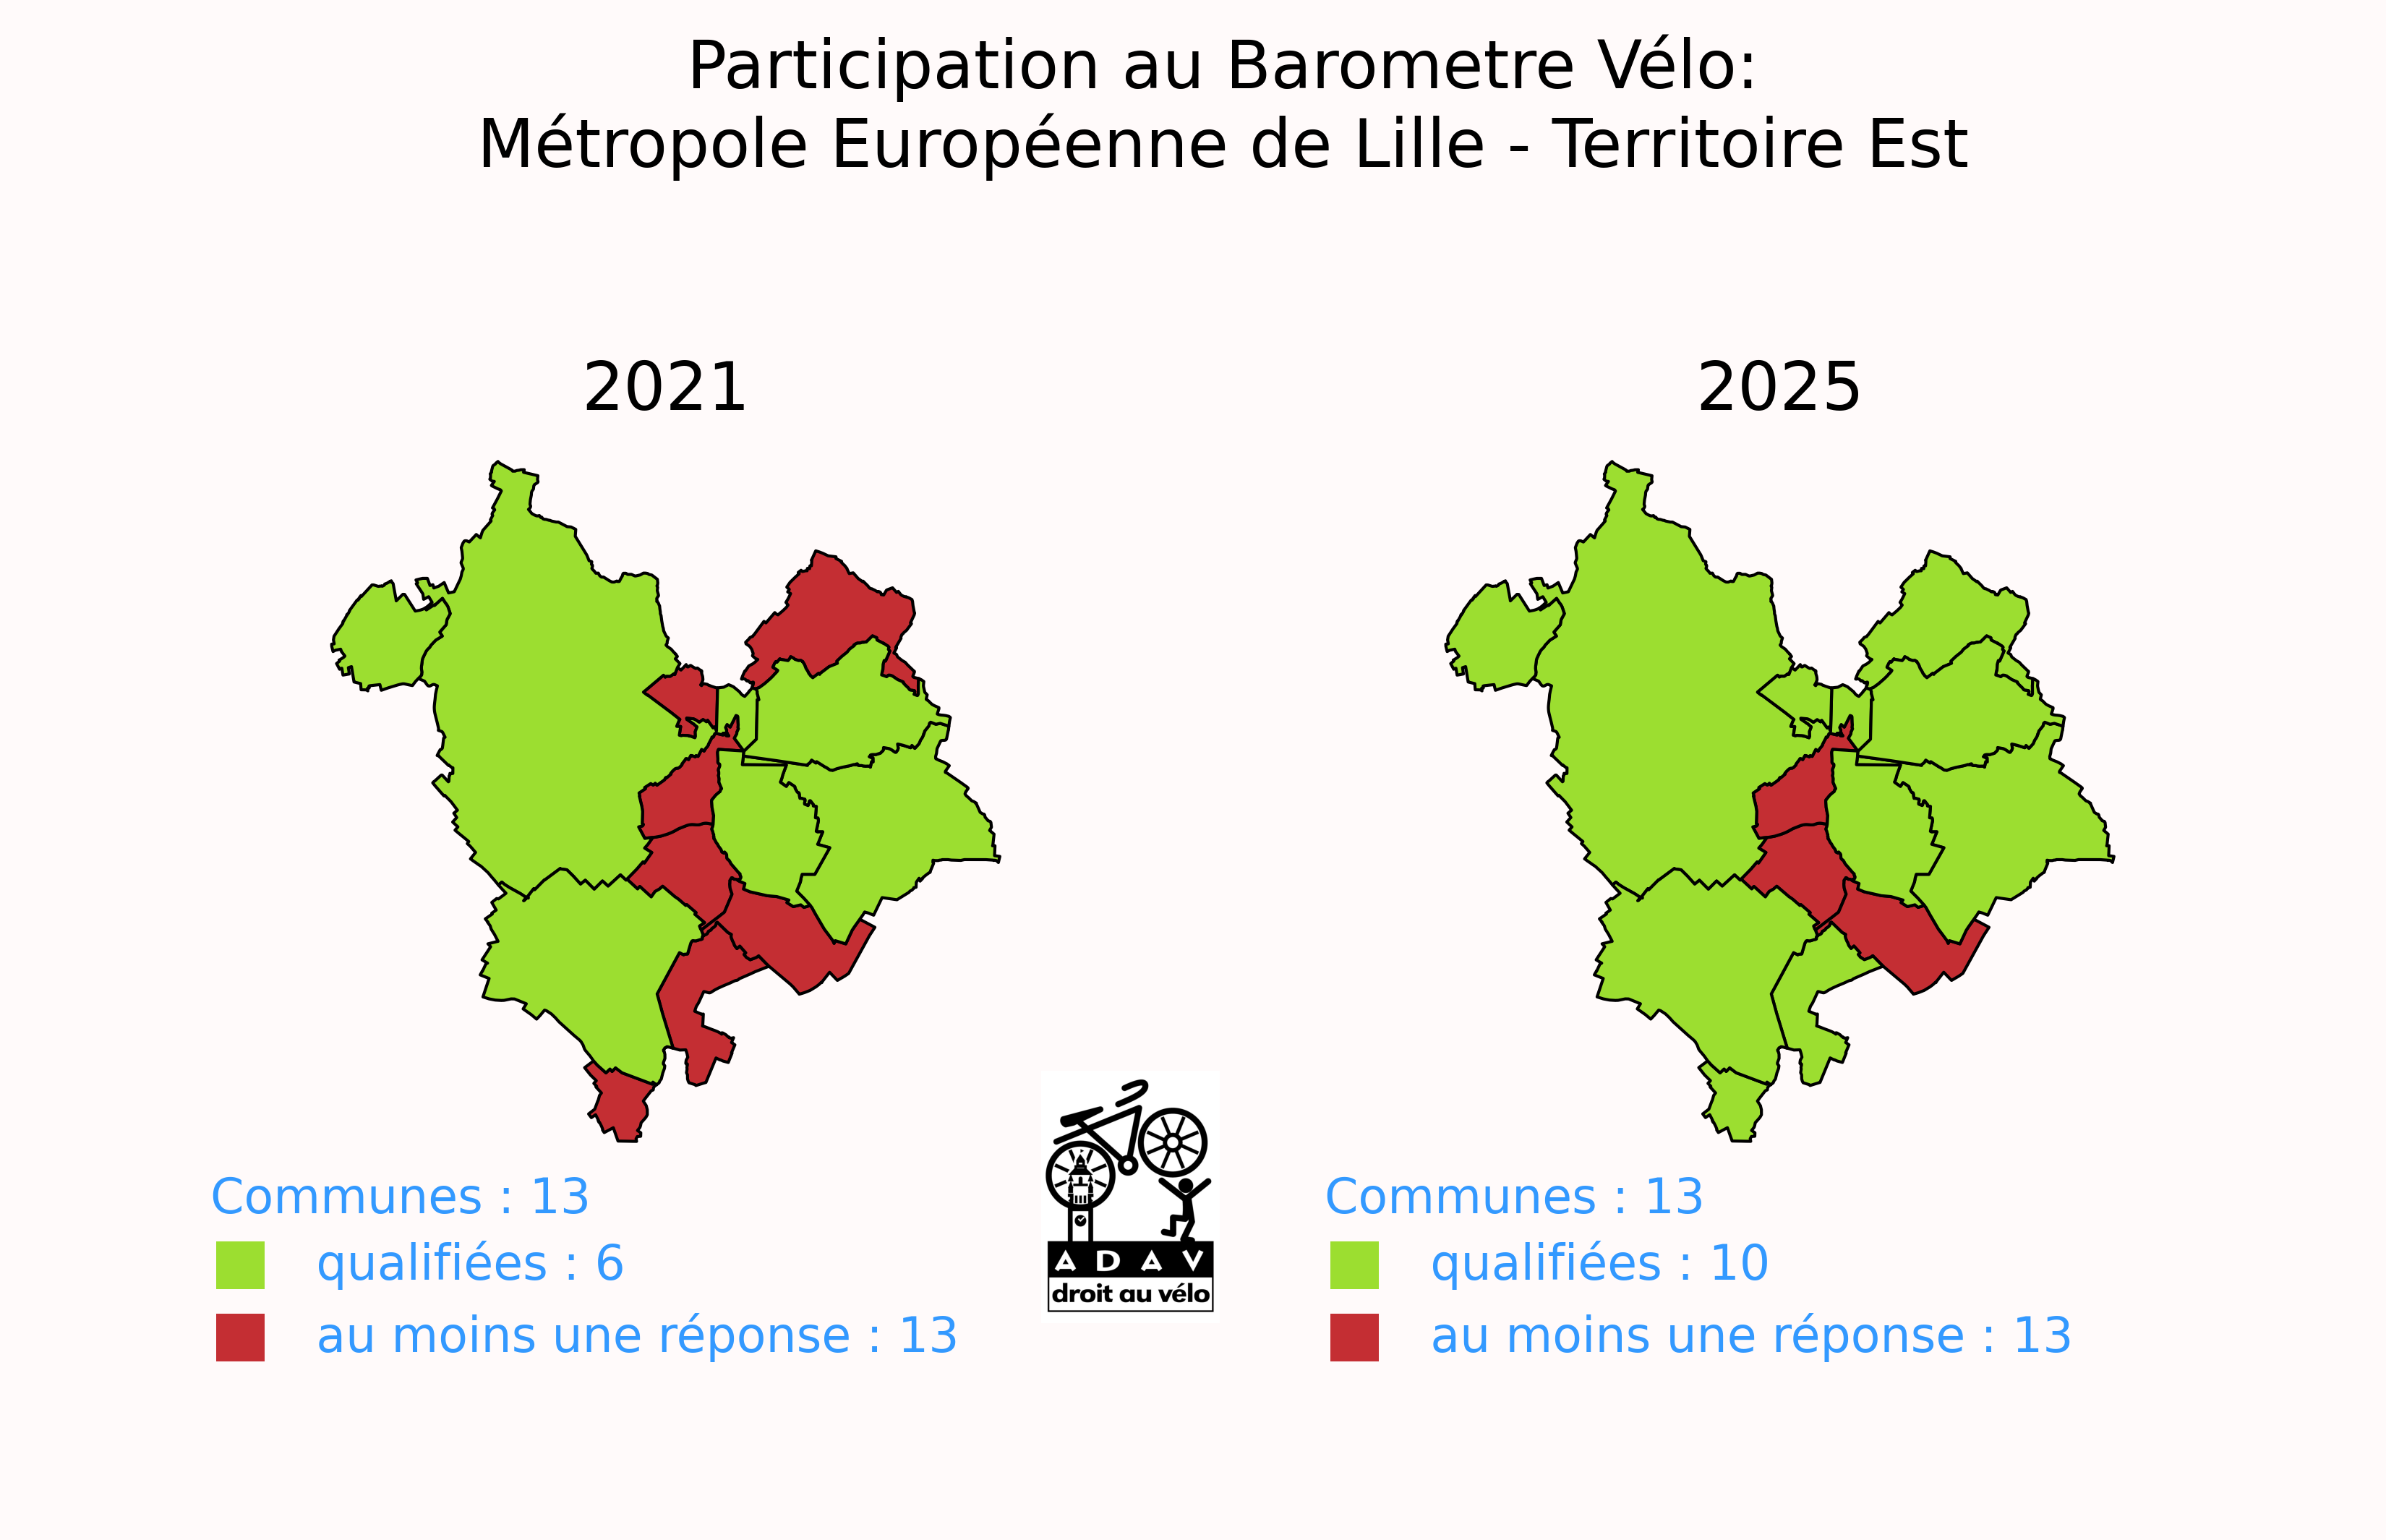 Participation au Barometre Vélo:
Métropole Européenne de Lille - Territoire Est
2021
2025
Communes : 13
qualifiées : 6
au moins une réponse : 13
ADAV
droit au vélo
Communes : 13
qualifiées : 10
au moins une réponse : 13